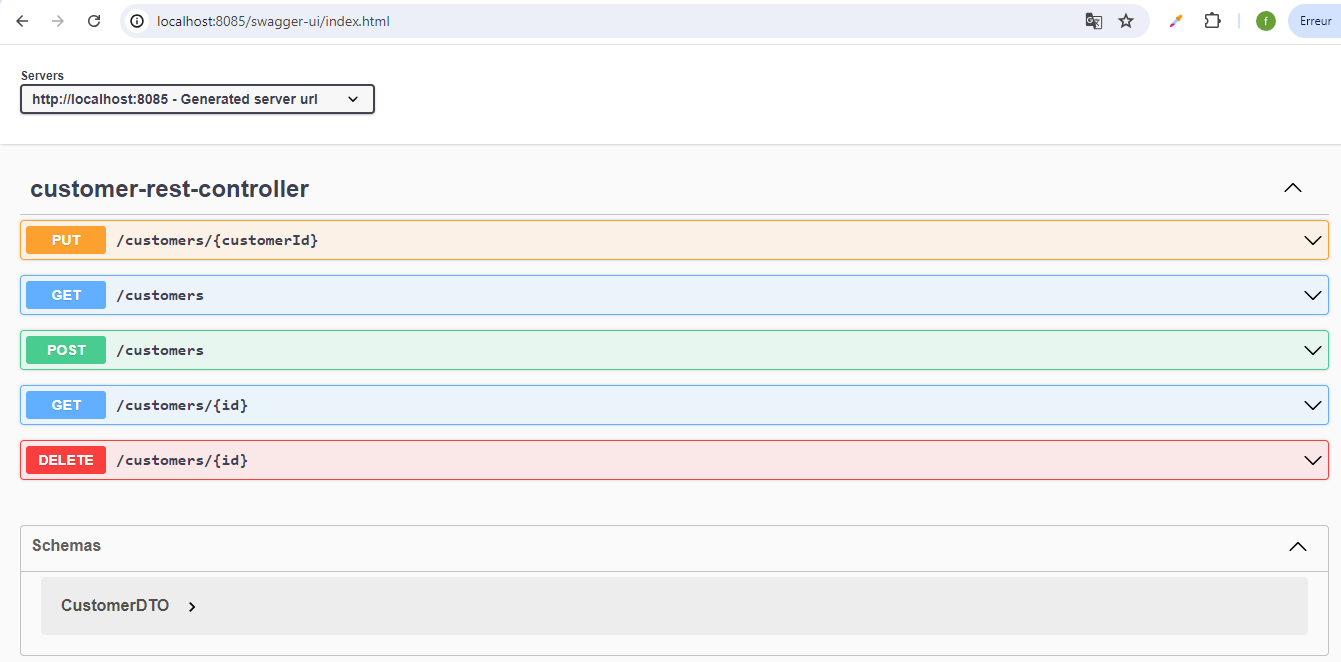 localhost:8085/swagger-ui/index.html
f
Erreur
Servers
http://localhost:8085 - Generated server url
customer-rest-controller
PUT /customers/{customerId}
GET /customers
POST /customers
GET /customers/{id}
DELETE /customers/{id}
Schemas
CustomerDTO